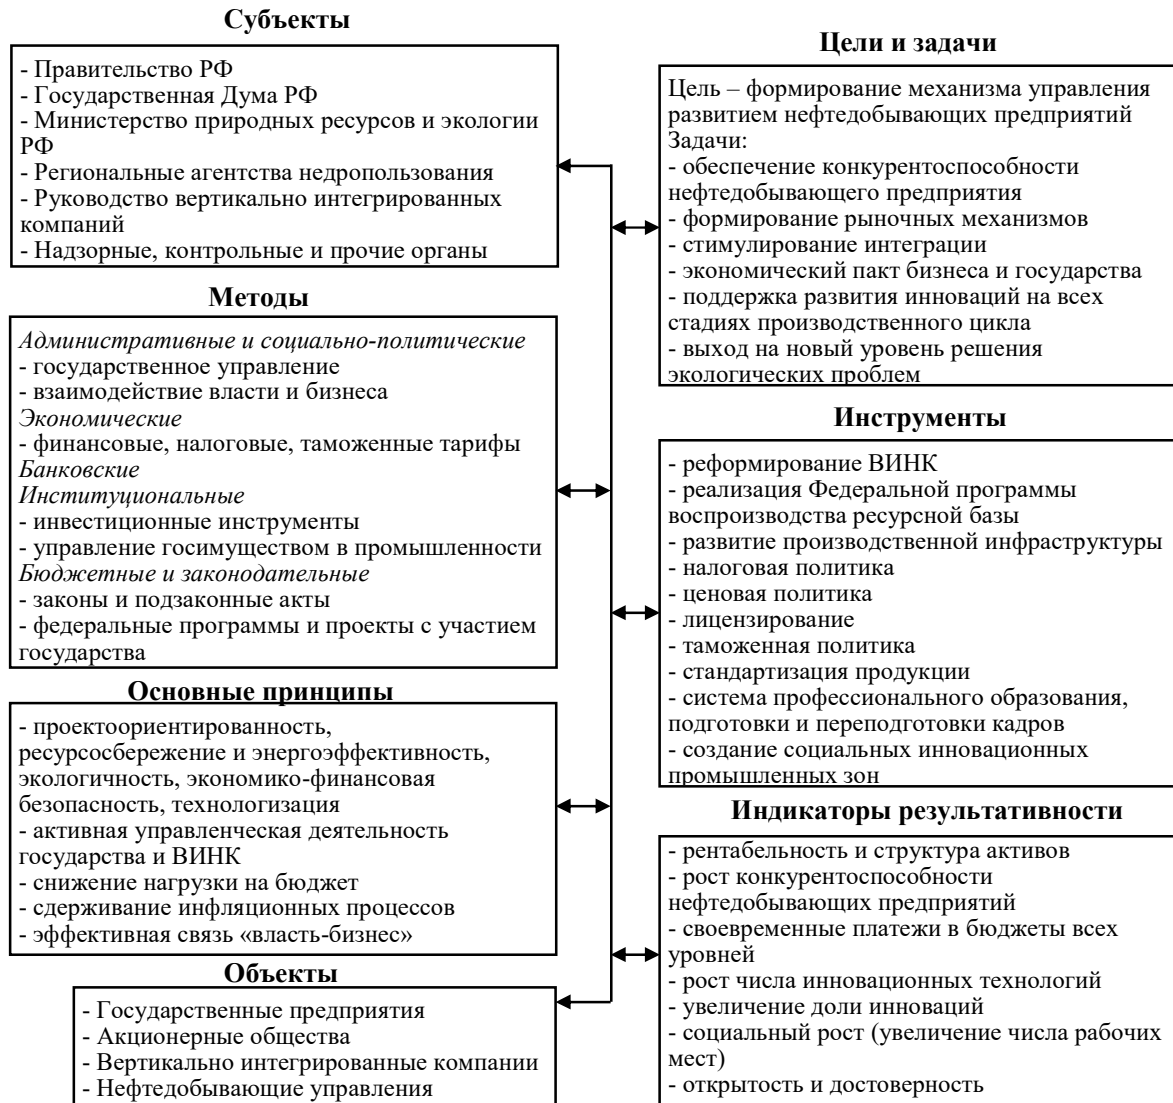 Субъекты
- Правительство РФ
- Государственная Дума РФ
- Министерство природных ресурсов и экологии
РФ
- Региональные агентства недропользования
- Руководство вертикально интегрированных
компаний
- Надзорные, контрольные и прочие органы
Методы
Административные и социально-политические
- государственное управление
- взаимодействие власти и бизнеса
Экономические
- финансовые, налоговые, таможенные тарифы
Банковские
Институциональные
- инвестиционные инструменты
- управление госимуществом в промышленности
Бюджетные и законодательные
- законы и подзаконные акты
- федеральные программы и проекты с участием
государства
Основные принципы
- проектоориентированность,
ресурсосбережение и энергоэффективность,
экологичность, экономико-финансовая
безопасность, технологизация
- активная управленческая деятельность
государства и ВИНК
- снижение нагрузки на бюджет
- сдерживание инфляционных процессов
- эффективная связь «власть-бизнес»
Объекты
- Государственные предприятия
- Акционерные общества
- Вертикально интегрированные компании
- Нефтедобывающие управления
Цели и задачи
Цель – формирование механизма управления
развитием нефтедобывающих предприятий
Задачи:
- обеспечение конкурентоспособности
нефтедобывающего предприятия
- формирование рыночных механизмов
- стимулирование интеграции
- экономический пакт бизнеса и государства
- поддержка развития инноваций на всех
стадиях производственного цикла
- выход на новый уровень решения
экологических проблем
Инструменты
- реформирование ВИНК
- реализация Федеральной программы
воспроизводства ресурсной базы
- развитие производственной инфраструктуры
- налоговая политика
- ценовая политика
- лицензирование
- таможенная политика
- стандартизация продукции
- система профессионального образования,
подготовки и переподготовки кадров
- создание социальных инновационных
промышленных зон
Индикаторы результативности
- рентабельность и структура активов
- рост конкурентоспособности
нефтедобывающих предприятий
- своевременные платежи в бюджеты всех
уровней
- рост числа инновационных технологий
- увеличение доли инноваций
- социальный рост (увеличение числа рабочих
мест)
- открытость и достоверность